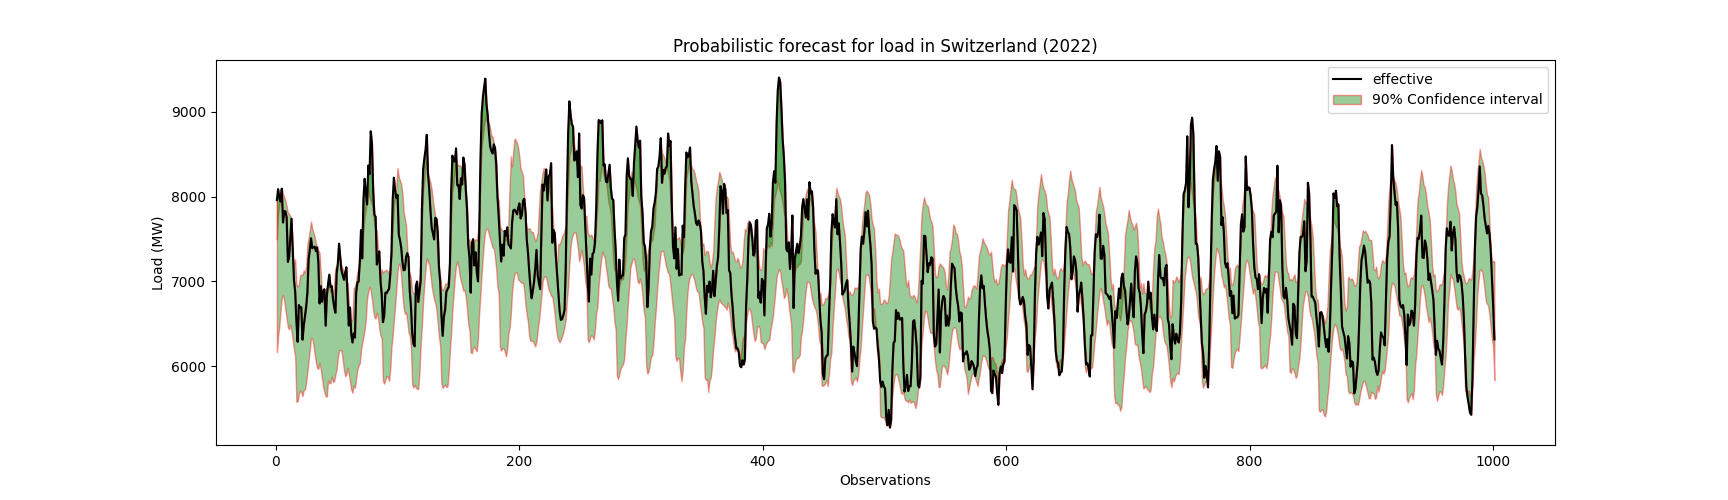 Probabilistic forecast for load in Switzerland (2022)
effective
90% Confidence interval
9000
8000
7000
6000
Load (MW)
0
200
400
600
800
1000
Observations